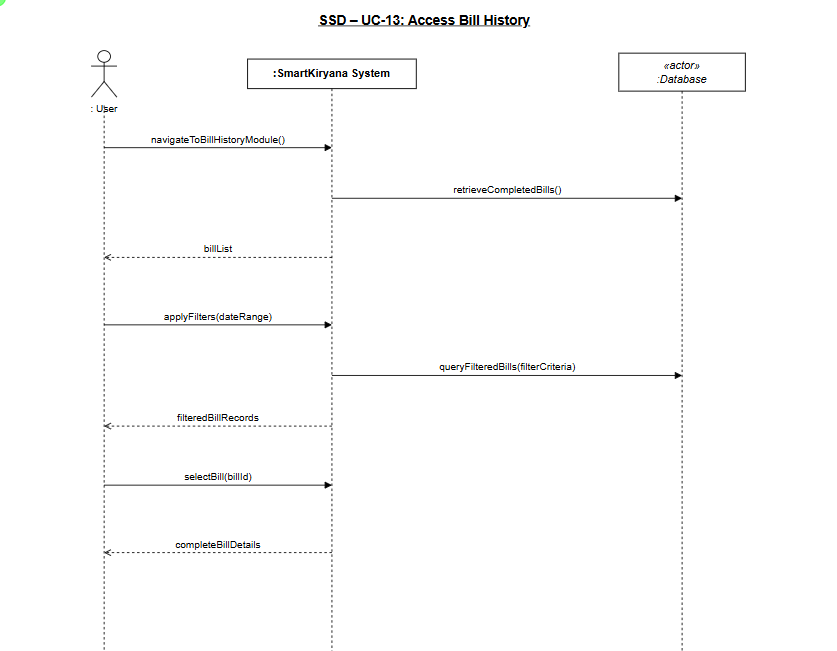 SSD – UC-13: Access Bill History
: User
:SmartKiryana System
«actor»
:Database
navigateToBillHistoryModule()
retrieveCompletedBills()
billList
applyFilters(dateRange)
queryFilteredBills(filterCriteria)
filteredBillRecords
selectBill(billId)
completeBillDetails